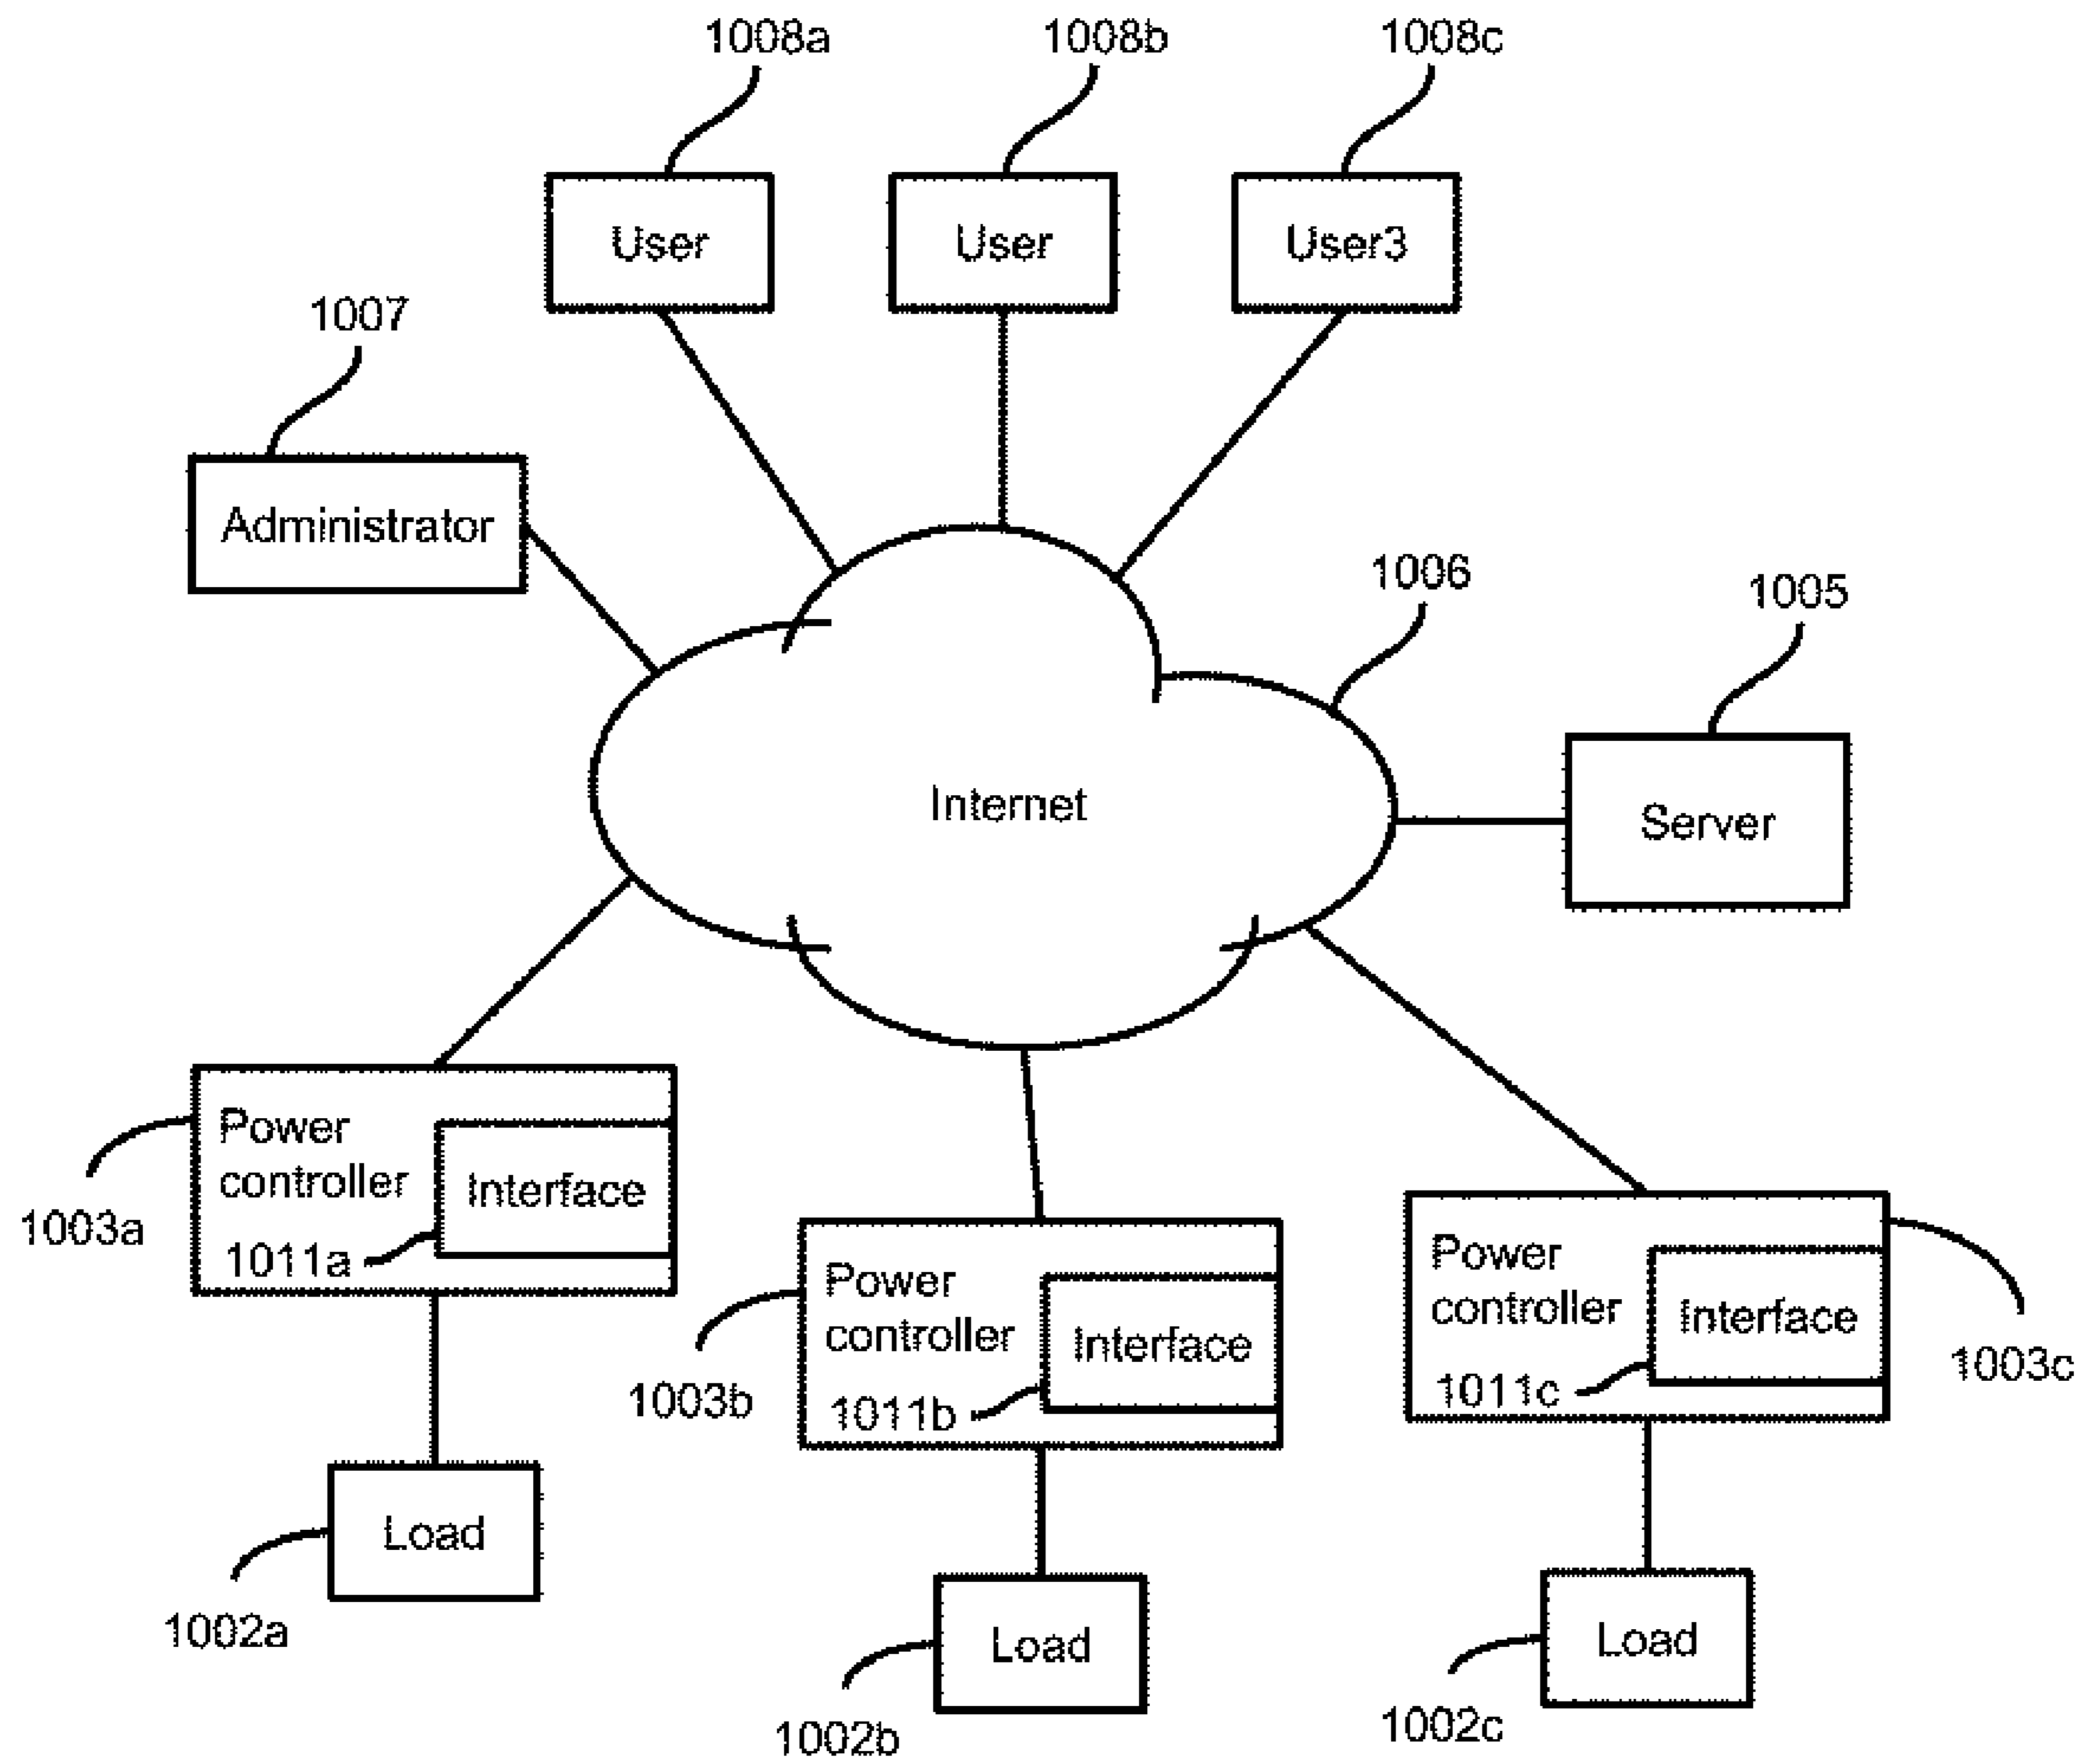 1008a
1008b
1008c
User
User
User3
1007
Administrator
1006
1005
Internet
Server
Power
controller
Interface
1003a
1011a
Power
controller
Interface
1003b
1011b
Power
controller
Interface
1003c
1011c
Load
1002a
Load
1002b
Load
1002c